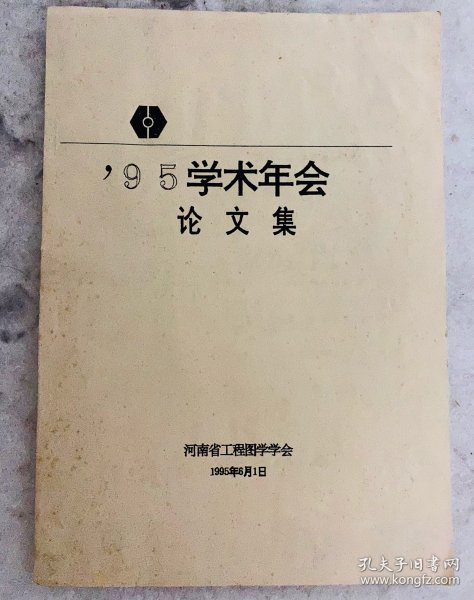 ’95学术年会
论文集
河南省工程图学学会
1995年6月1日
孔夫子旧书网
www.kongfz.com